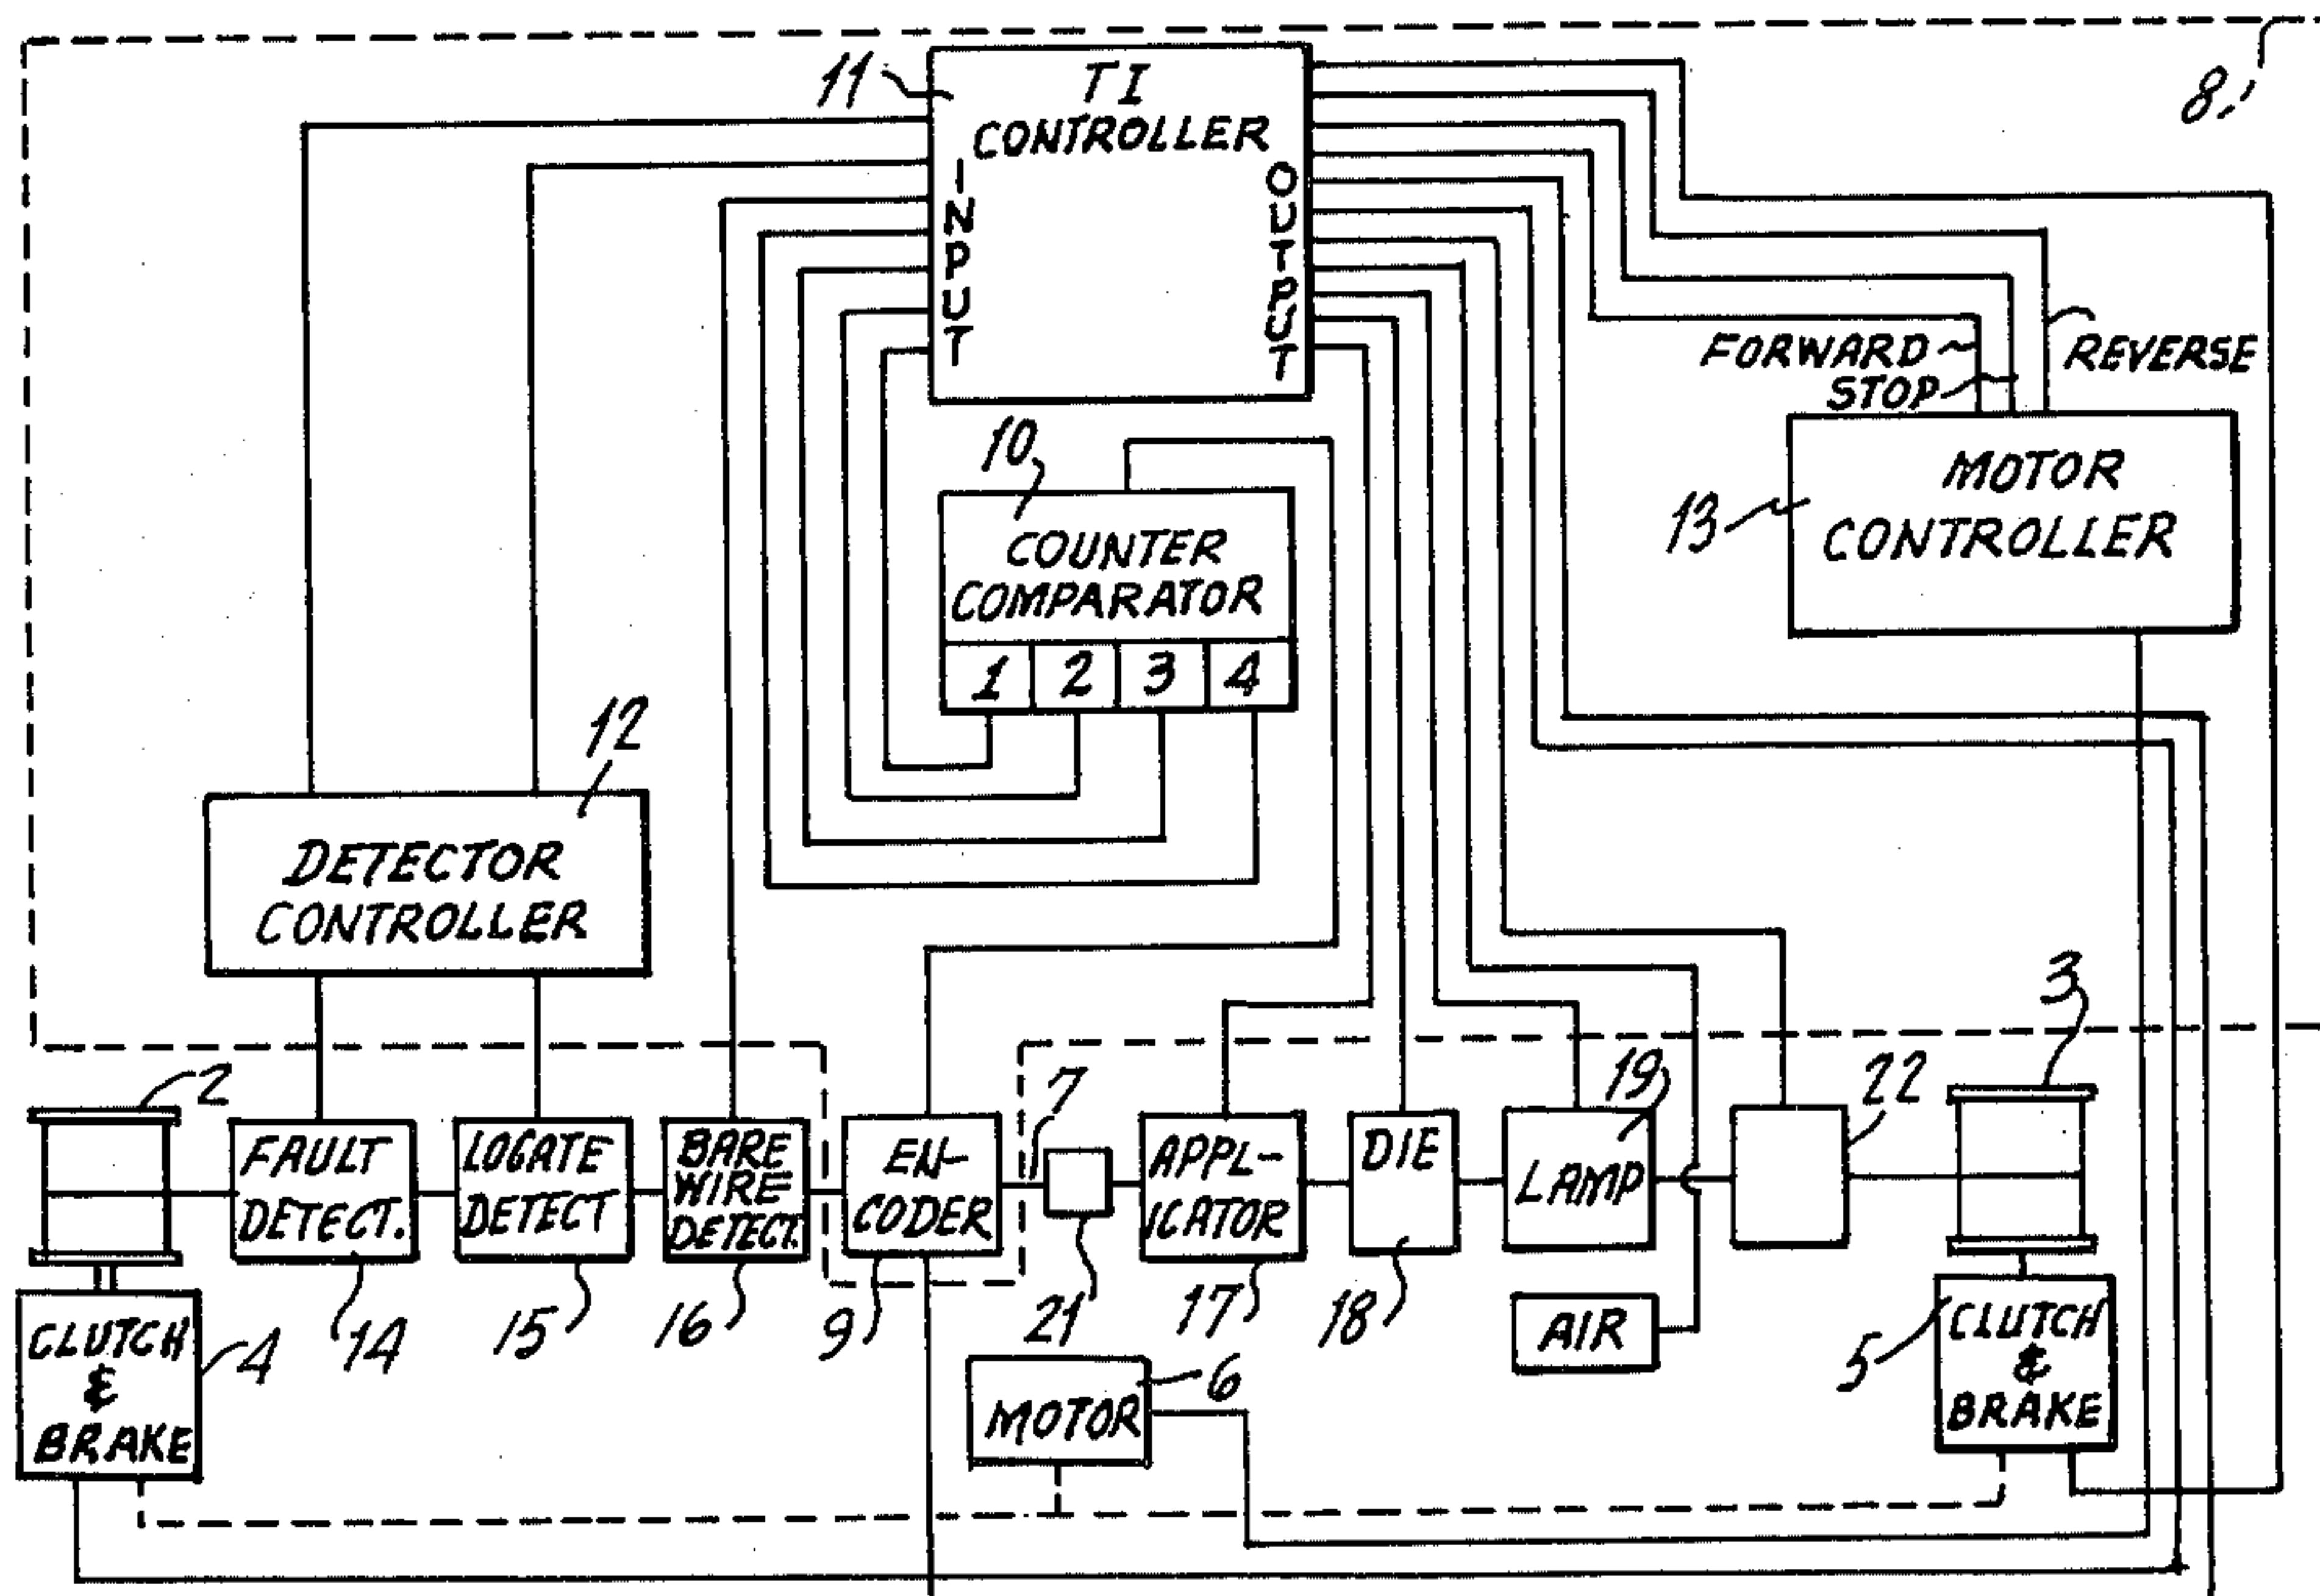 8
11
TI
CONTROLLER
INPUT
OUTPUT
FORWARD
STOP
REVERSE
10
COUNTER
COMPARATOR
1 2 3 4
13
MOTOR
CONTROLLER
12
DETECTOR
CONTROLLER
2
FAULT
DETECT.
14
LOCATE
DETECT
15
BARE
WIRE
DETECT.
16
EN-
CODER
9
7
21
APPL-
ICATOR
17
DIE
18
19
LAMP
22
3
AIR
CLUTCH
&
BRAKE
4
MOTOR
6
5
CLUTCH
&
BRAKE